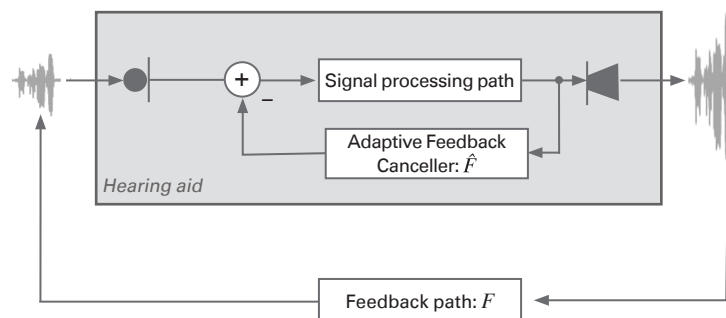 +
−
Signal processing path
Adaptive Feedback
Canceller: F̂
Hearing aid
Feedback path: F